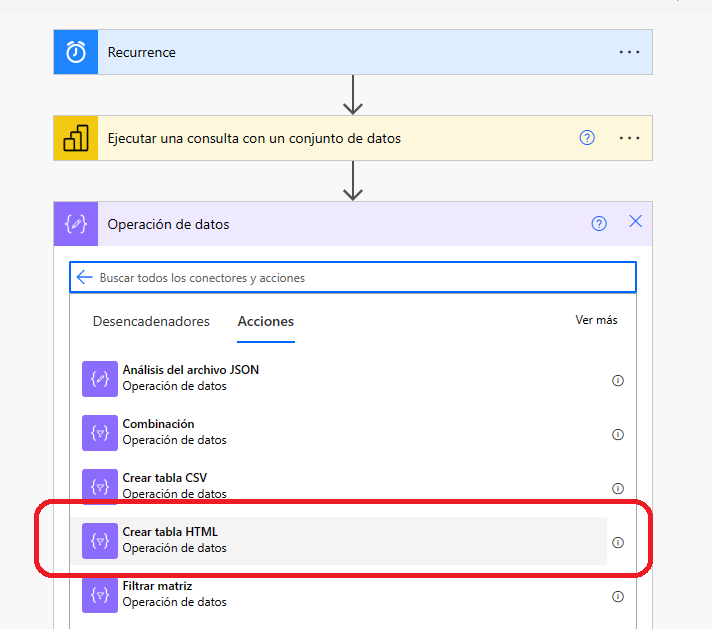 Recurrence
Ejecutar una consulta con un conjunto de datos
Operación de datos
Buscar todos los conectores y acciones
Desencadenadores Acciones Ver más
Análisis del archivo JSON
Operación de datos
Combinación
Operación de datos
Crear tabla CSV
Operación de datos
Crear tabla HTML
Operación de datos
Filtrar matriz
Operación de datos